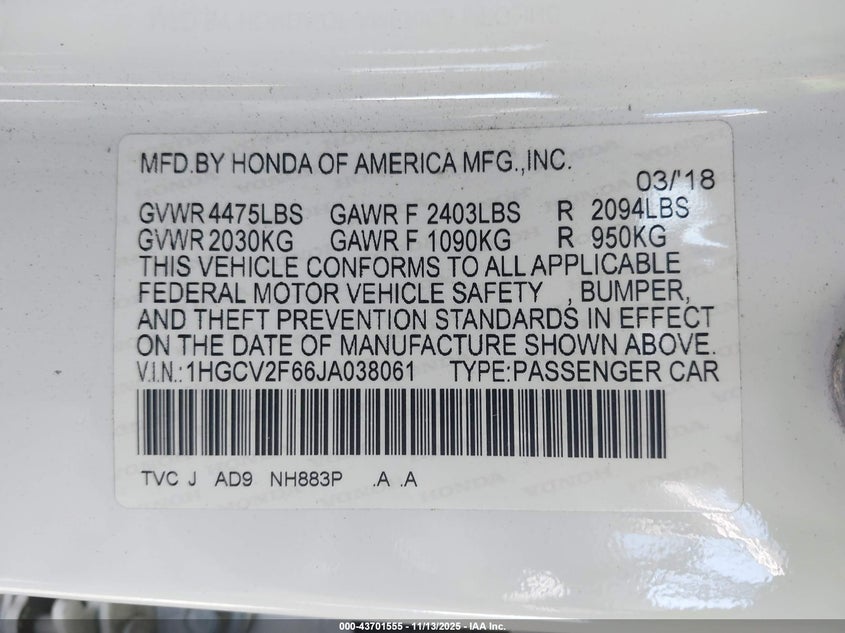 MFD.BY HONDA OF AMERICA MFG.,INC.
03/'18
GVWR 4475LBS GAWR F 2403LBS R 2094LBS
GVWR 2030KG GAWR F 1090KG R 950KG
THIS VEHICLE CONFORMS TO ALL APPLICABLE
FEDERAL MOTOR VEHICLE SAFETY , BUMPER,
AND THEFT PREVENTION STANDARDS IN EFFECT
ON THE DATE OF MANUFACTURE SHOWN ABOVE.
V.I.N.:1HGCV2F66JA038061 TYPE:PASSENGER CAR
TVC J AD9 NH883P .A .A
000-43701555 - 11/13/2025 - IAA Inc.